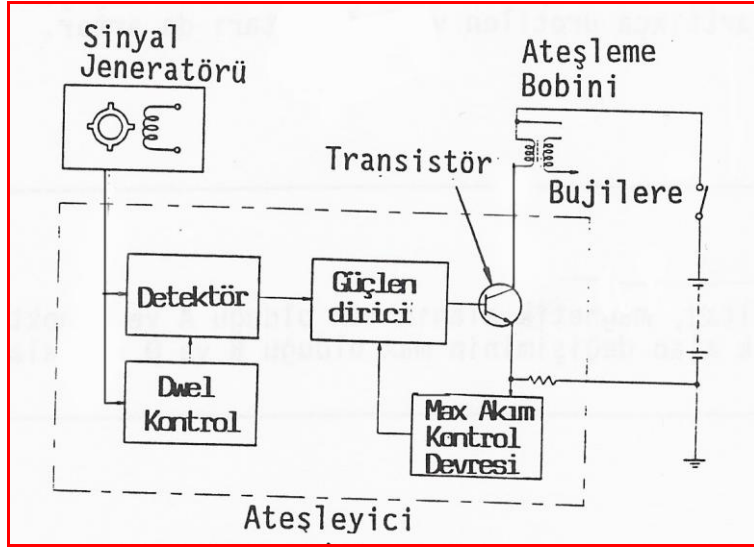 Sinyal
Jeneratörü
Ateşleme
Bobini
Transistör
Bujilere
Detektör
Güçlen
dirici
Dwel
Kontrol
Max Akım
Kontrol
Devresi
Ateşleyici